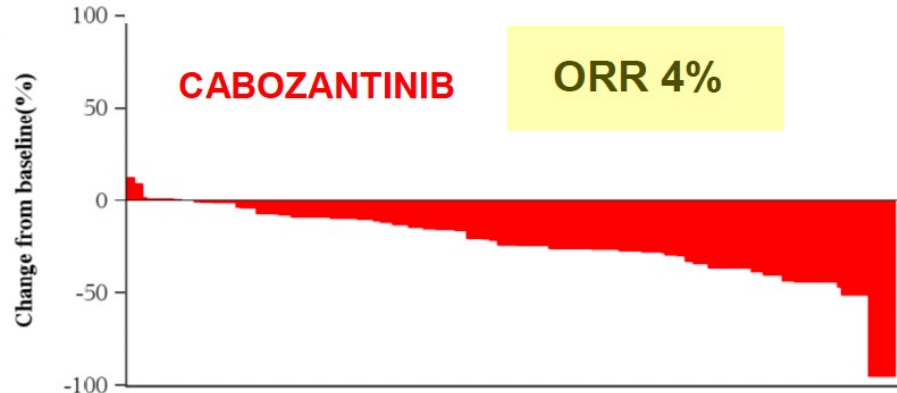 100
CABOZANTINIB
ORR 4%
50
0
-50
-100
Change from baseline(%)